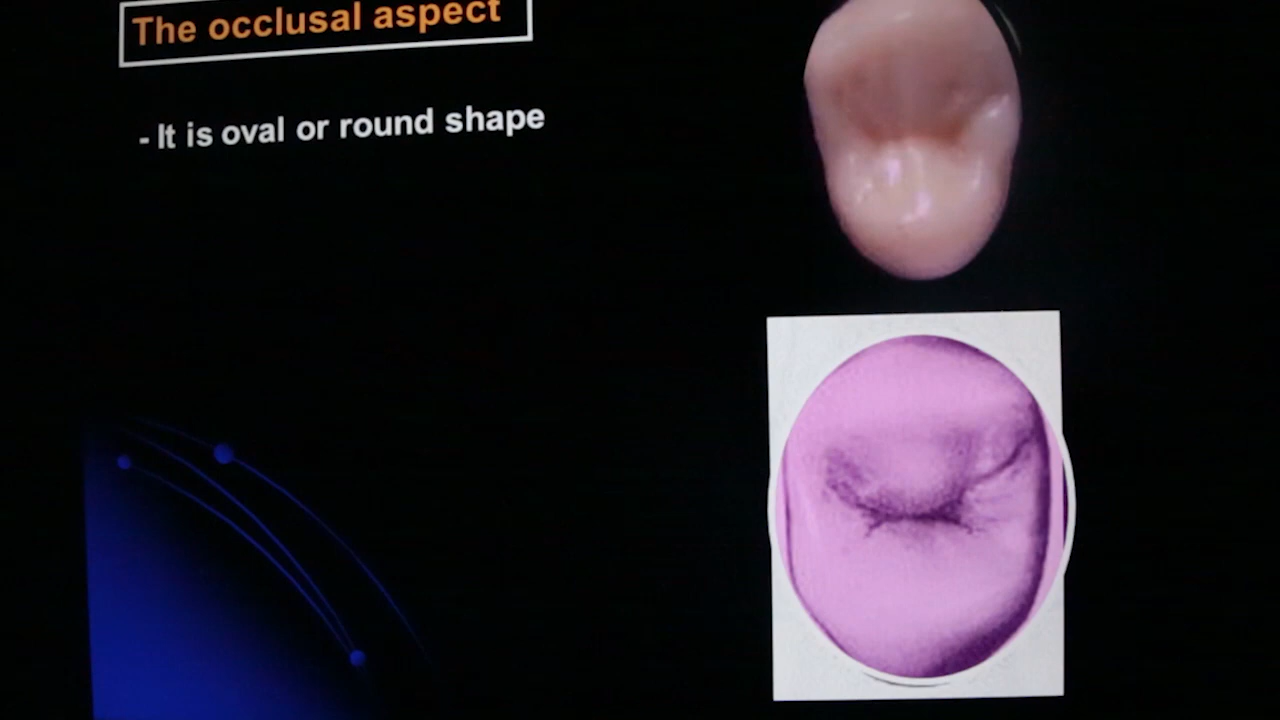 The occlusal aspect
- It is oval or round shape